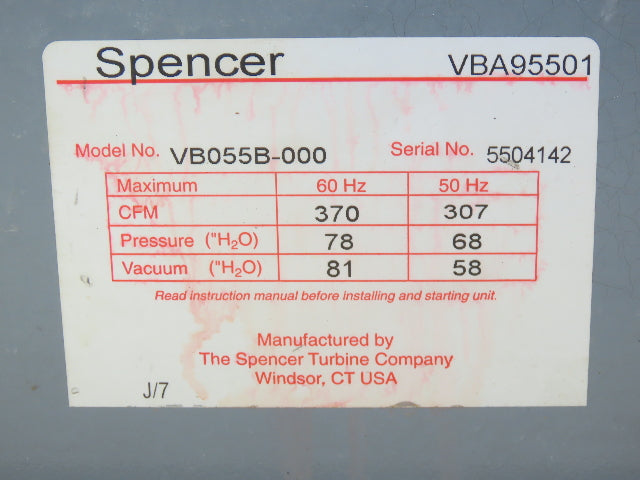 Spencer VBA95501
Model No. VB055B-000 Serial No. 5504142
Maximum 60 Hz 50 Hz
CFM 370 307
Pressure ("H₂O) 78 68
Vacuum ("H₂O) 81 58
Read instruction manual before installing and starting unit.
Manufactured by
The Spencer Turbine Company
Windsor, CT USA
J/7